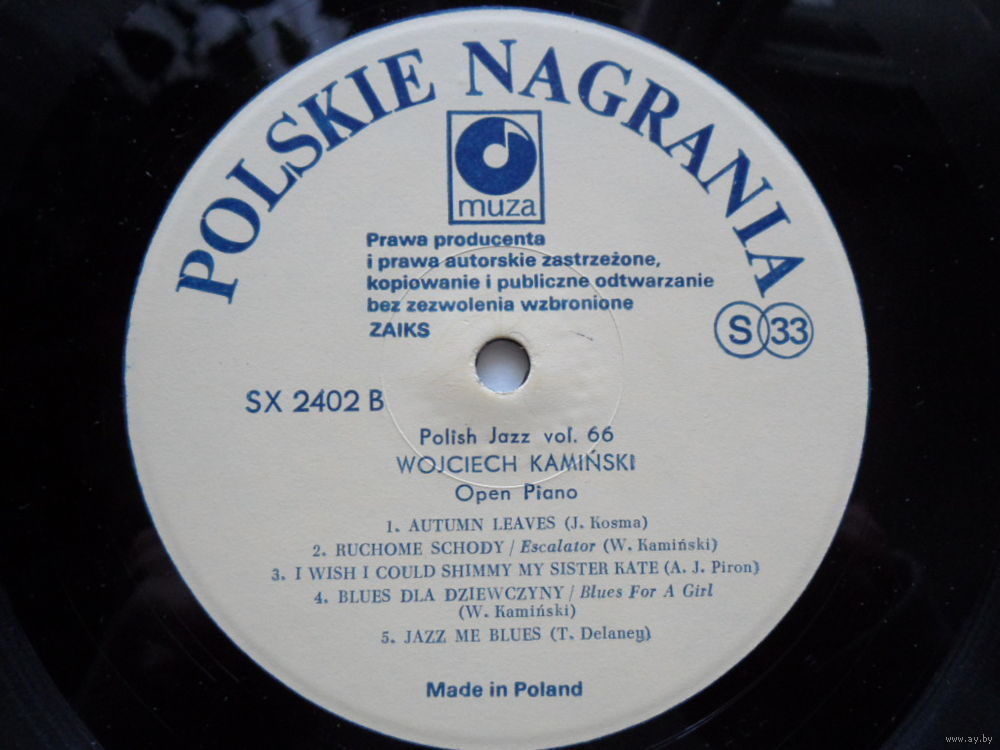 POLSKIE NAGRANIA
muza
Prawa producenta
i prawa autorskie zastrzeżone,
kopiowanie i publiczne odtwarzanie
bez zezwolenia wzbronione
ZAIKS
S 33
SX 2402 B
Polish Jazz vol. 66
WOJCIECH KAMIŃSKI
Open Piano
1. AUTUMN LEAVES (J. Kosma)
2. RUCHOME SCHODY / Escalator (W. Kamiński)
3. I WISH I COULD SHIMMY MY SISTER KATE (A. J. Piron)
4. BLUES DLA DZIEWCZYNY / Blues For A Girl
(W. Kamiński)
5. JAZZ ME BLUES (T. Delaney)
Made in Poland
www.ay.by